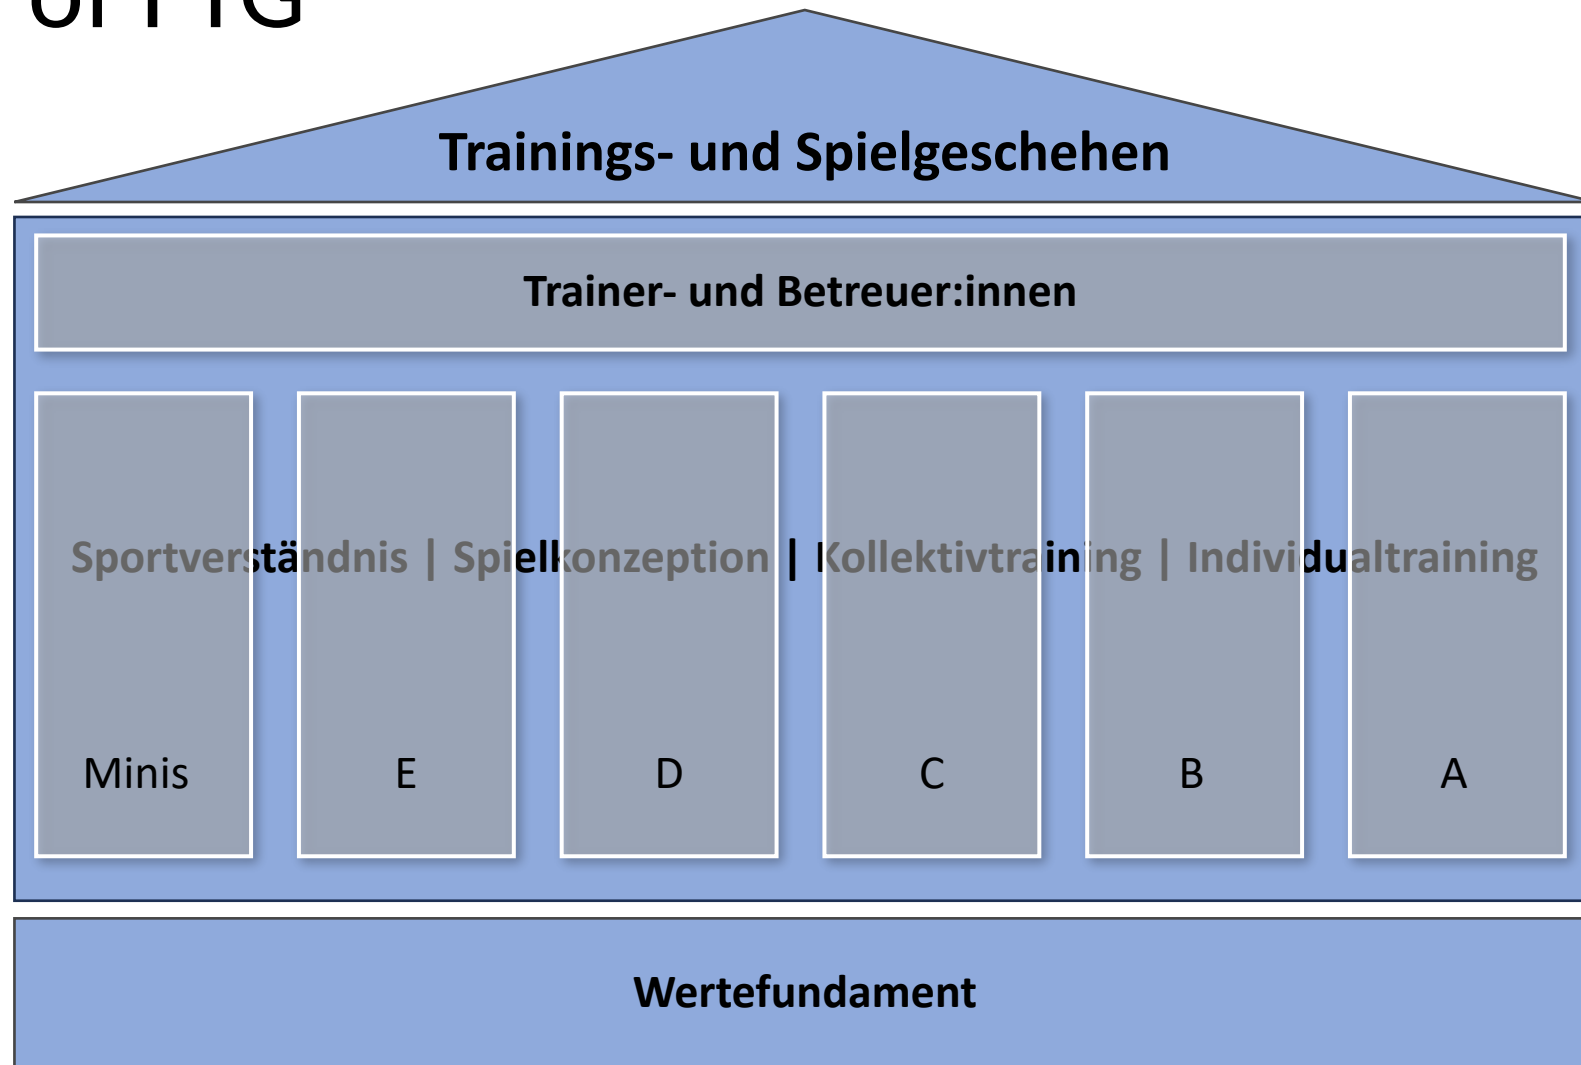 Trainings- und Spielgeschehen
Trainer- und Betreuer:innen
Sportverständnis | Spielkonzeption | Kollektivtraining | Individualtraining
Minis
E
D
C
B
A
Wertefundament